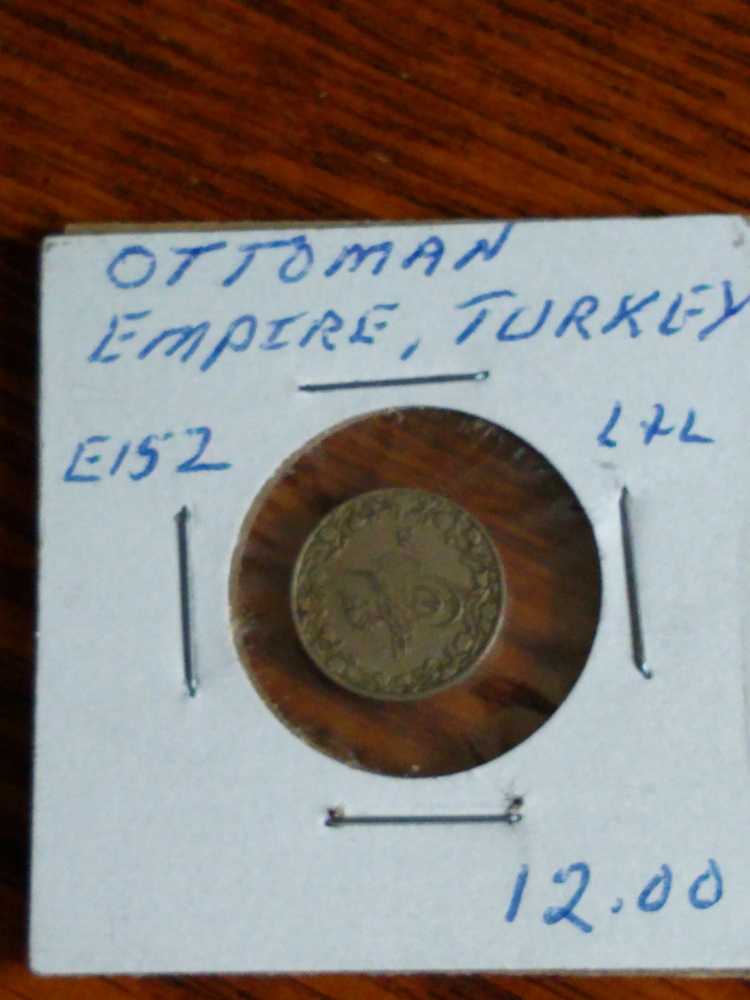 OTTOMAN
EMPIRE, TURKEY
E152
12.00